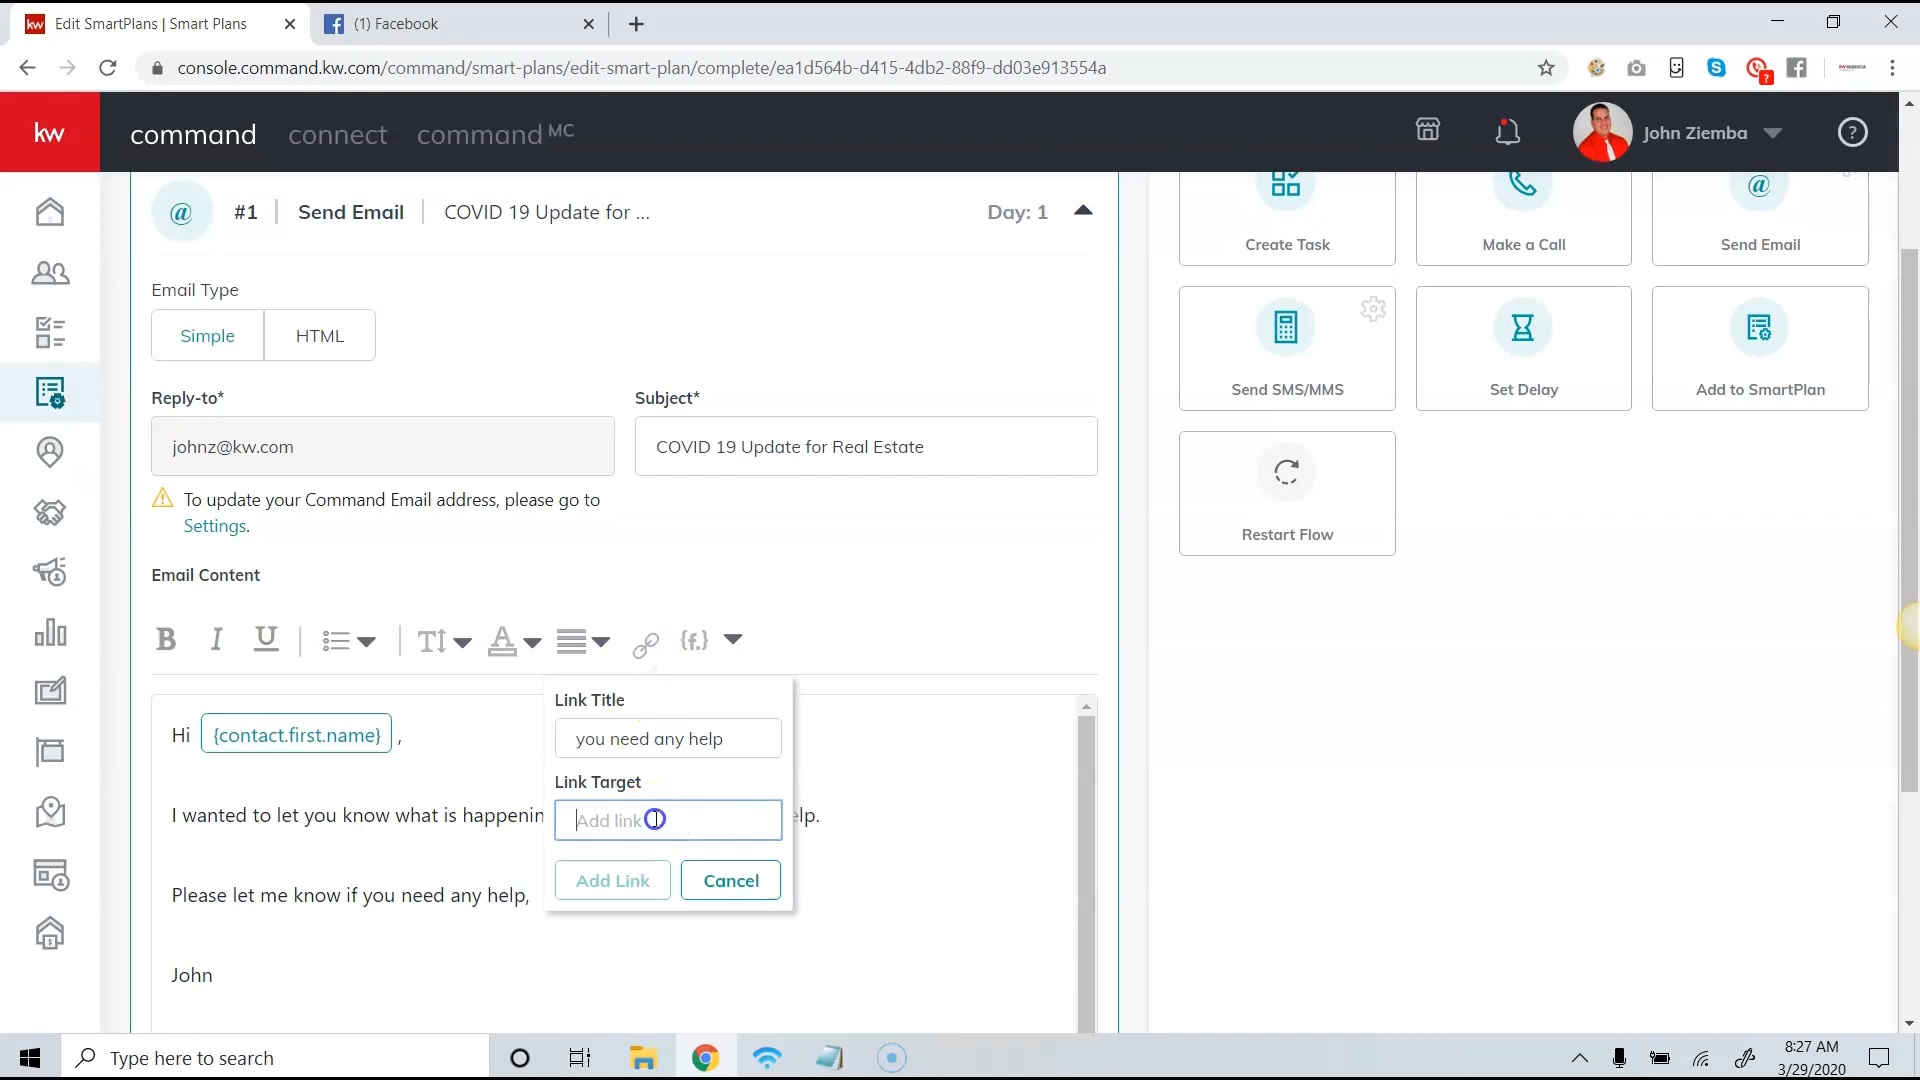 kw Edit SmartPlans | Smart Plans
(1) Facebook
console.command.kw.com/command/smart-plans/edit-smart-plan/complete/ea1d564b-d415-4db2-88f9-dd03e913554a
kw command connect command MC
John Ziemba
@ #1 Send Email COVID 19 Update for ... Day: 1
Create Task
Make a Call
@ Send Email
Email Type
Simple HTML
Send SMS/MMS
Set Delay
Add to SmartPlan
Reply-to* Subject*
johnz@kw.com COVID 19 Update for Real Estate
To update your Command Email address, please go to
Settings.
Restart Flow
Email Content
B I U T A {f.}
Link Title
you need any help
Link Target
Add link
Add Link Cancel
Hi {contact.first.name} ,
I wanted to let you know what is happenin elp.
Please let me know if you need any help,
John
Type here to search
8:27 AM
3/29/2020